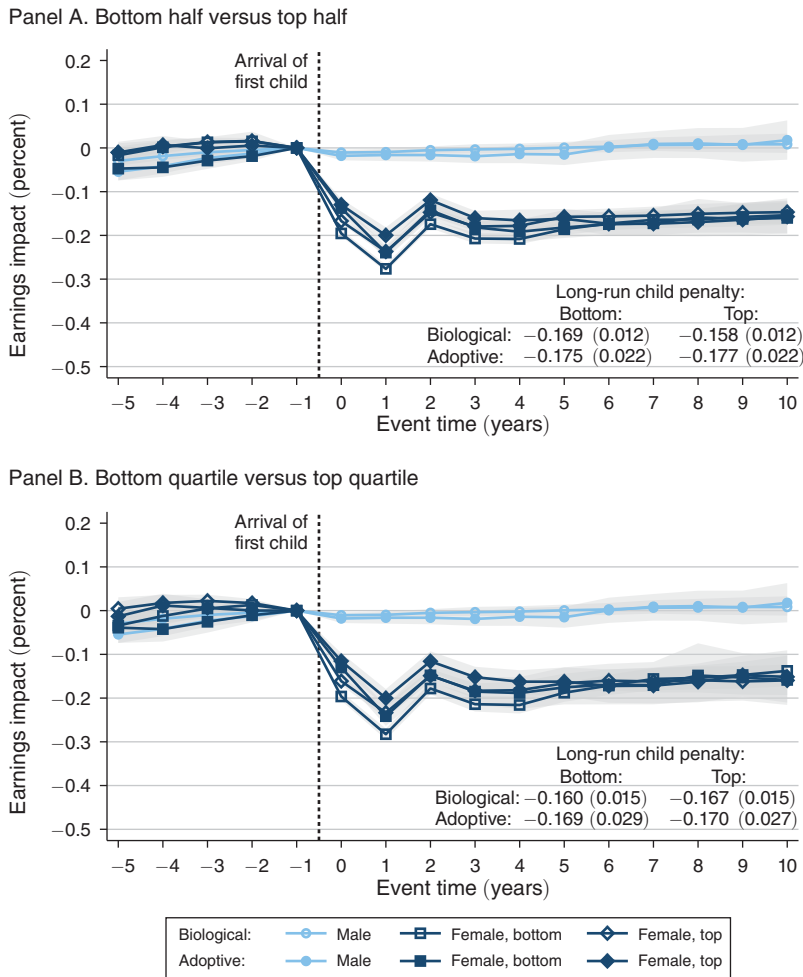 Panel A. Bottom half versus top half
Arrival of
first child
0.2
0.1
0
−0.1
−0.2
−0.3
−0.4
−0.5
Earnings impact (percent)
Long-run child penalty:
Bottom: Top:
Biological: −0.169 (0.012) −0.158 (0.012)
Adoptive: −0.175 (0.022) −0.177 (0.022)
−5 −4 −3 −2 −1 0 1 2 3 4 5 6 7 8 9 10
Event time (years)
Panel B. Bottom quartile versus top quartile
Arrival of
first child
0.2
0.1
0
−0.1
−0.2
−0.3
−0.4
−0.5
Earnings impact (percent)
Long-run child penalty:
Bottom: Top:
Biological: −0.160 (0.015) −0.167 (0.015)
Adoptive: −0.169 (0.029) −0.170 (0.027)
−5 −4 −3 −2 −1 0 1 2 3 4 5 6 7 8 9 10
Event time (years)
Biological: Male Female, bottom Female, top
Adoptive: Male Female, bottom Female, top